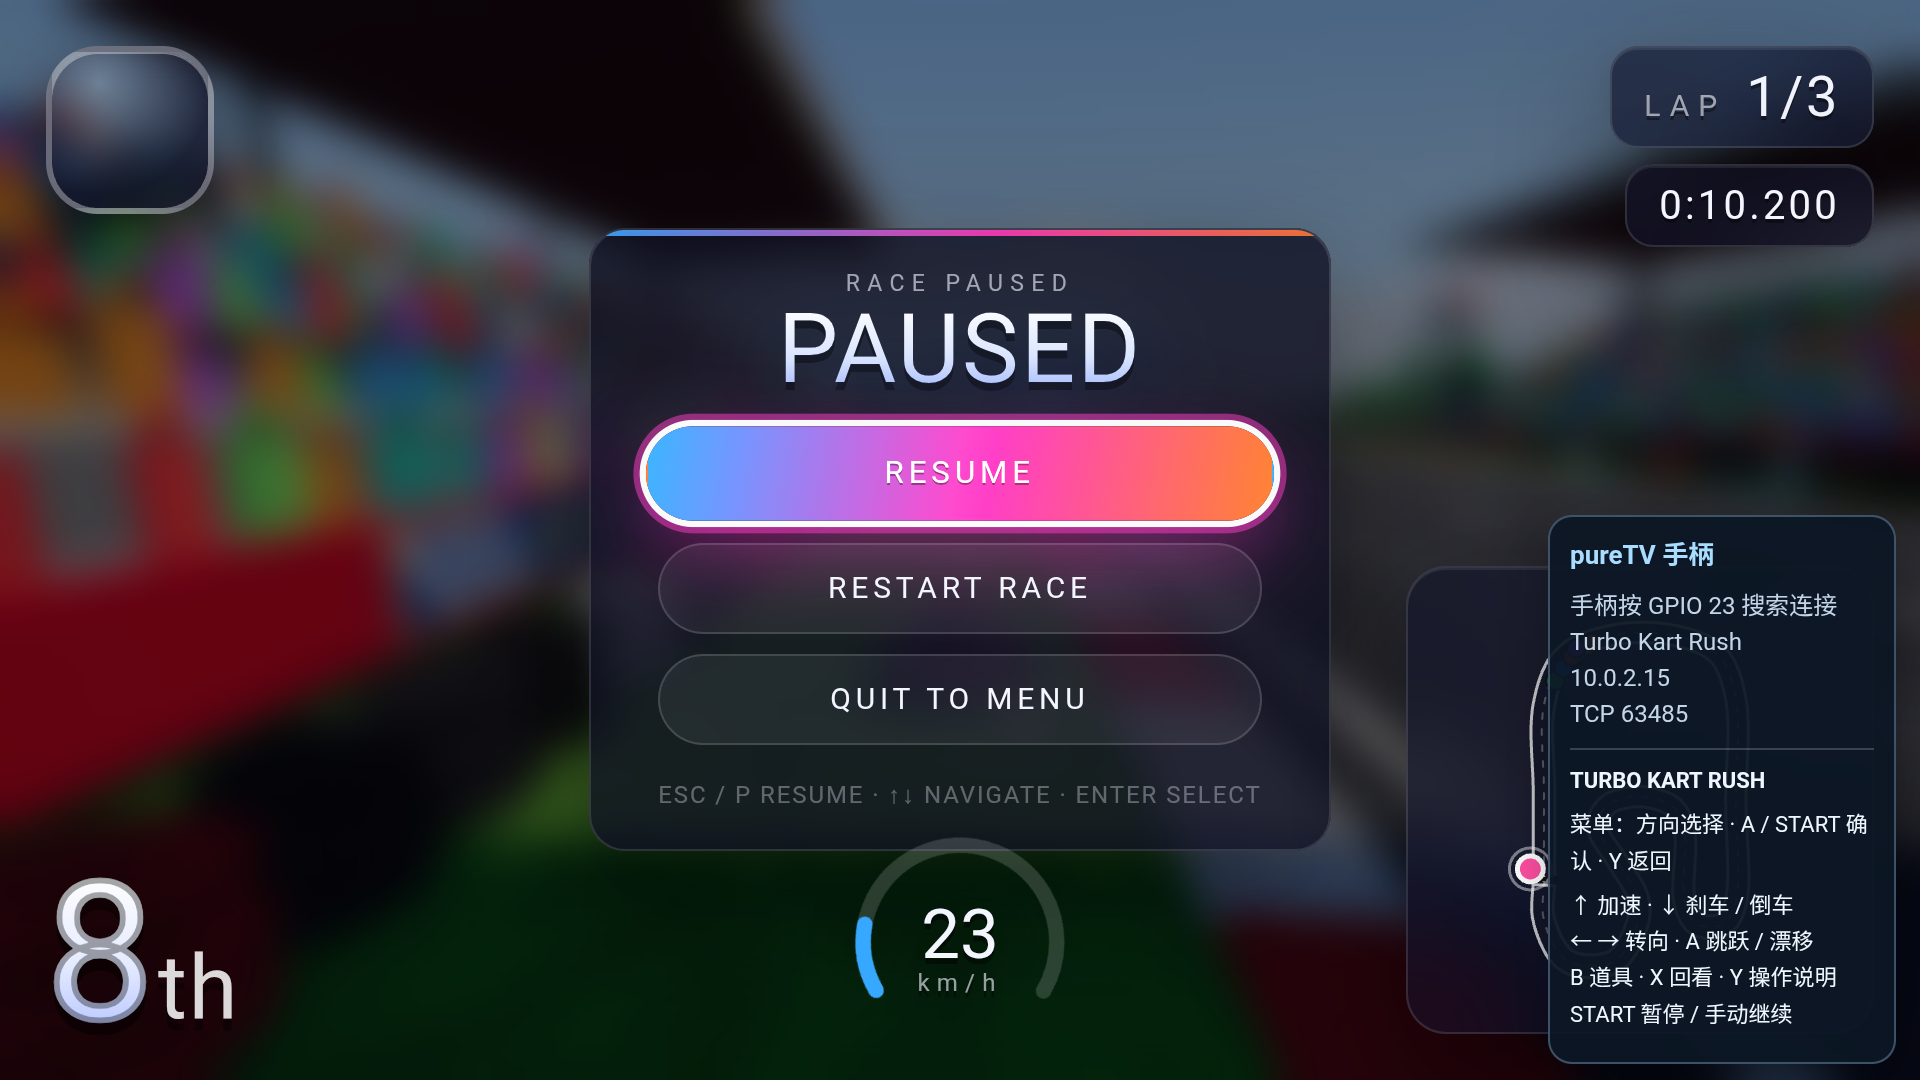 LAP 1/3
0:10.200
RACE PAUSED
PAUSED
RESUME
RESTART RACE
QUIT TO MENU
ESC / P RESUME · ↑↓ NAVIGATE · ENTER SELECT
8th
23
km/h
pureTV 手柄
手柄按 GPIO 23 搜索连接
Turbo Kart Rush
10.0.2.15
TCP 63485
TURBO KART RUSH
菜单：方向选择 · A / START 确
认 · Y 返回
↑ 加速 · ↓ 刹车 / 倒车
←→ 转向 · A 跳跃 / 漂移
B 道具 · X 回看 · Y 操作说明
START 暂停 / 手动继续